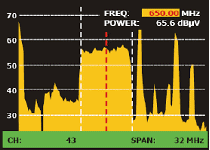 70 FREQ: 650.00 MHz
POWER: 65.6 dBµV
60
50
40
30
CH: 43 SPAN: 32 MHz